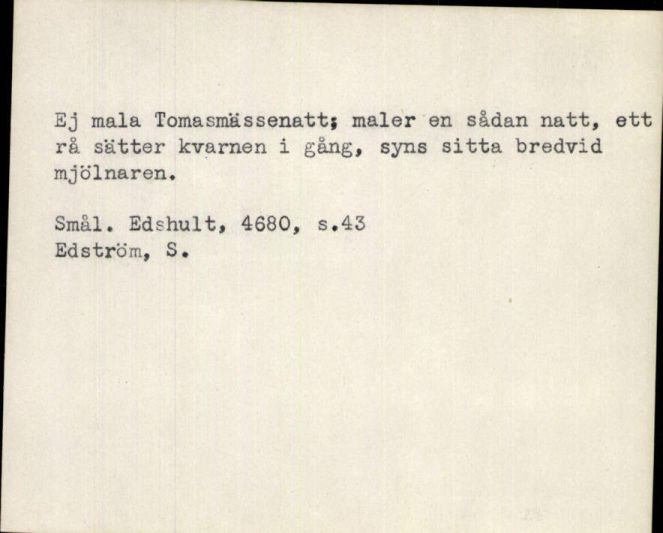 Ej mala Tomasmässenatt; maler en sådan natt, ett
rå sätter kvarnen i gång, syns sitta bredvid
mjölnaren.
Smål. Edshult, 4680, s.43
Edström, S.